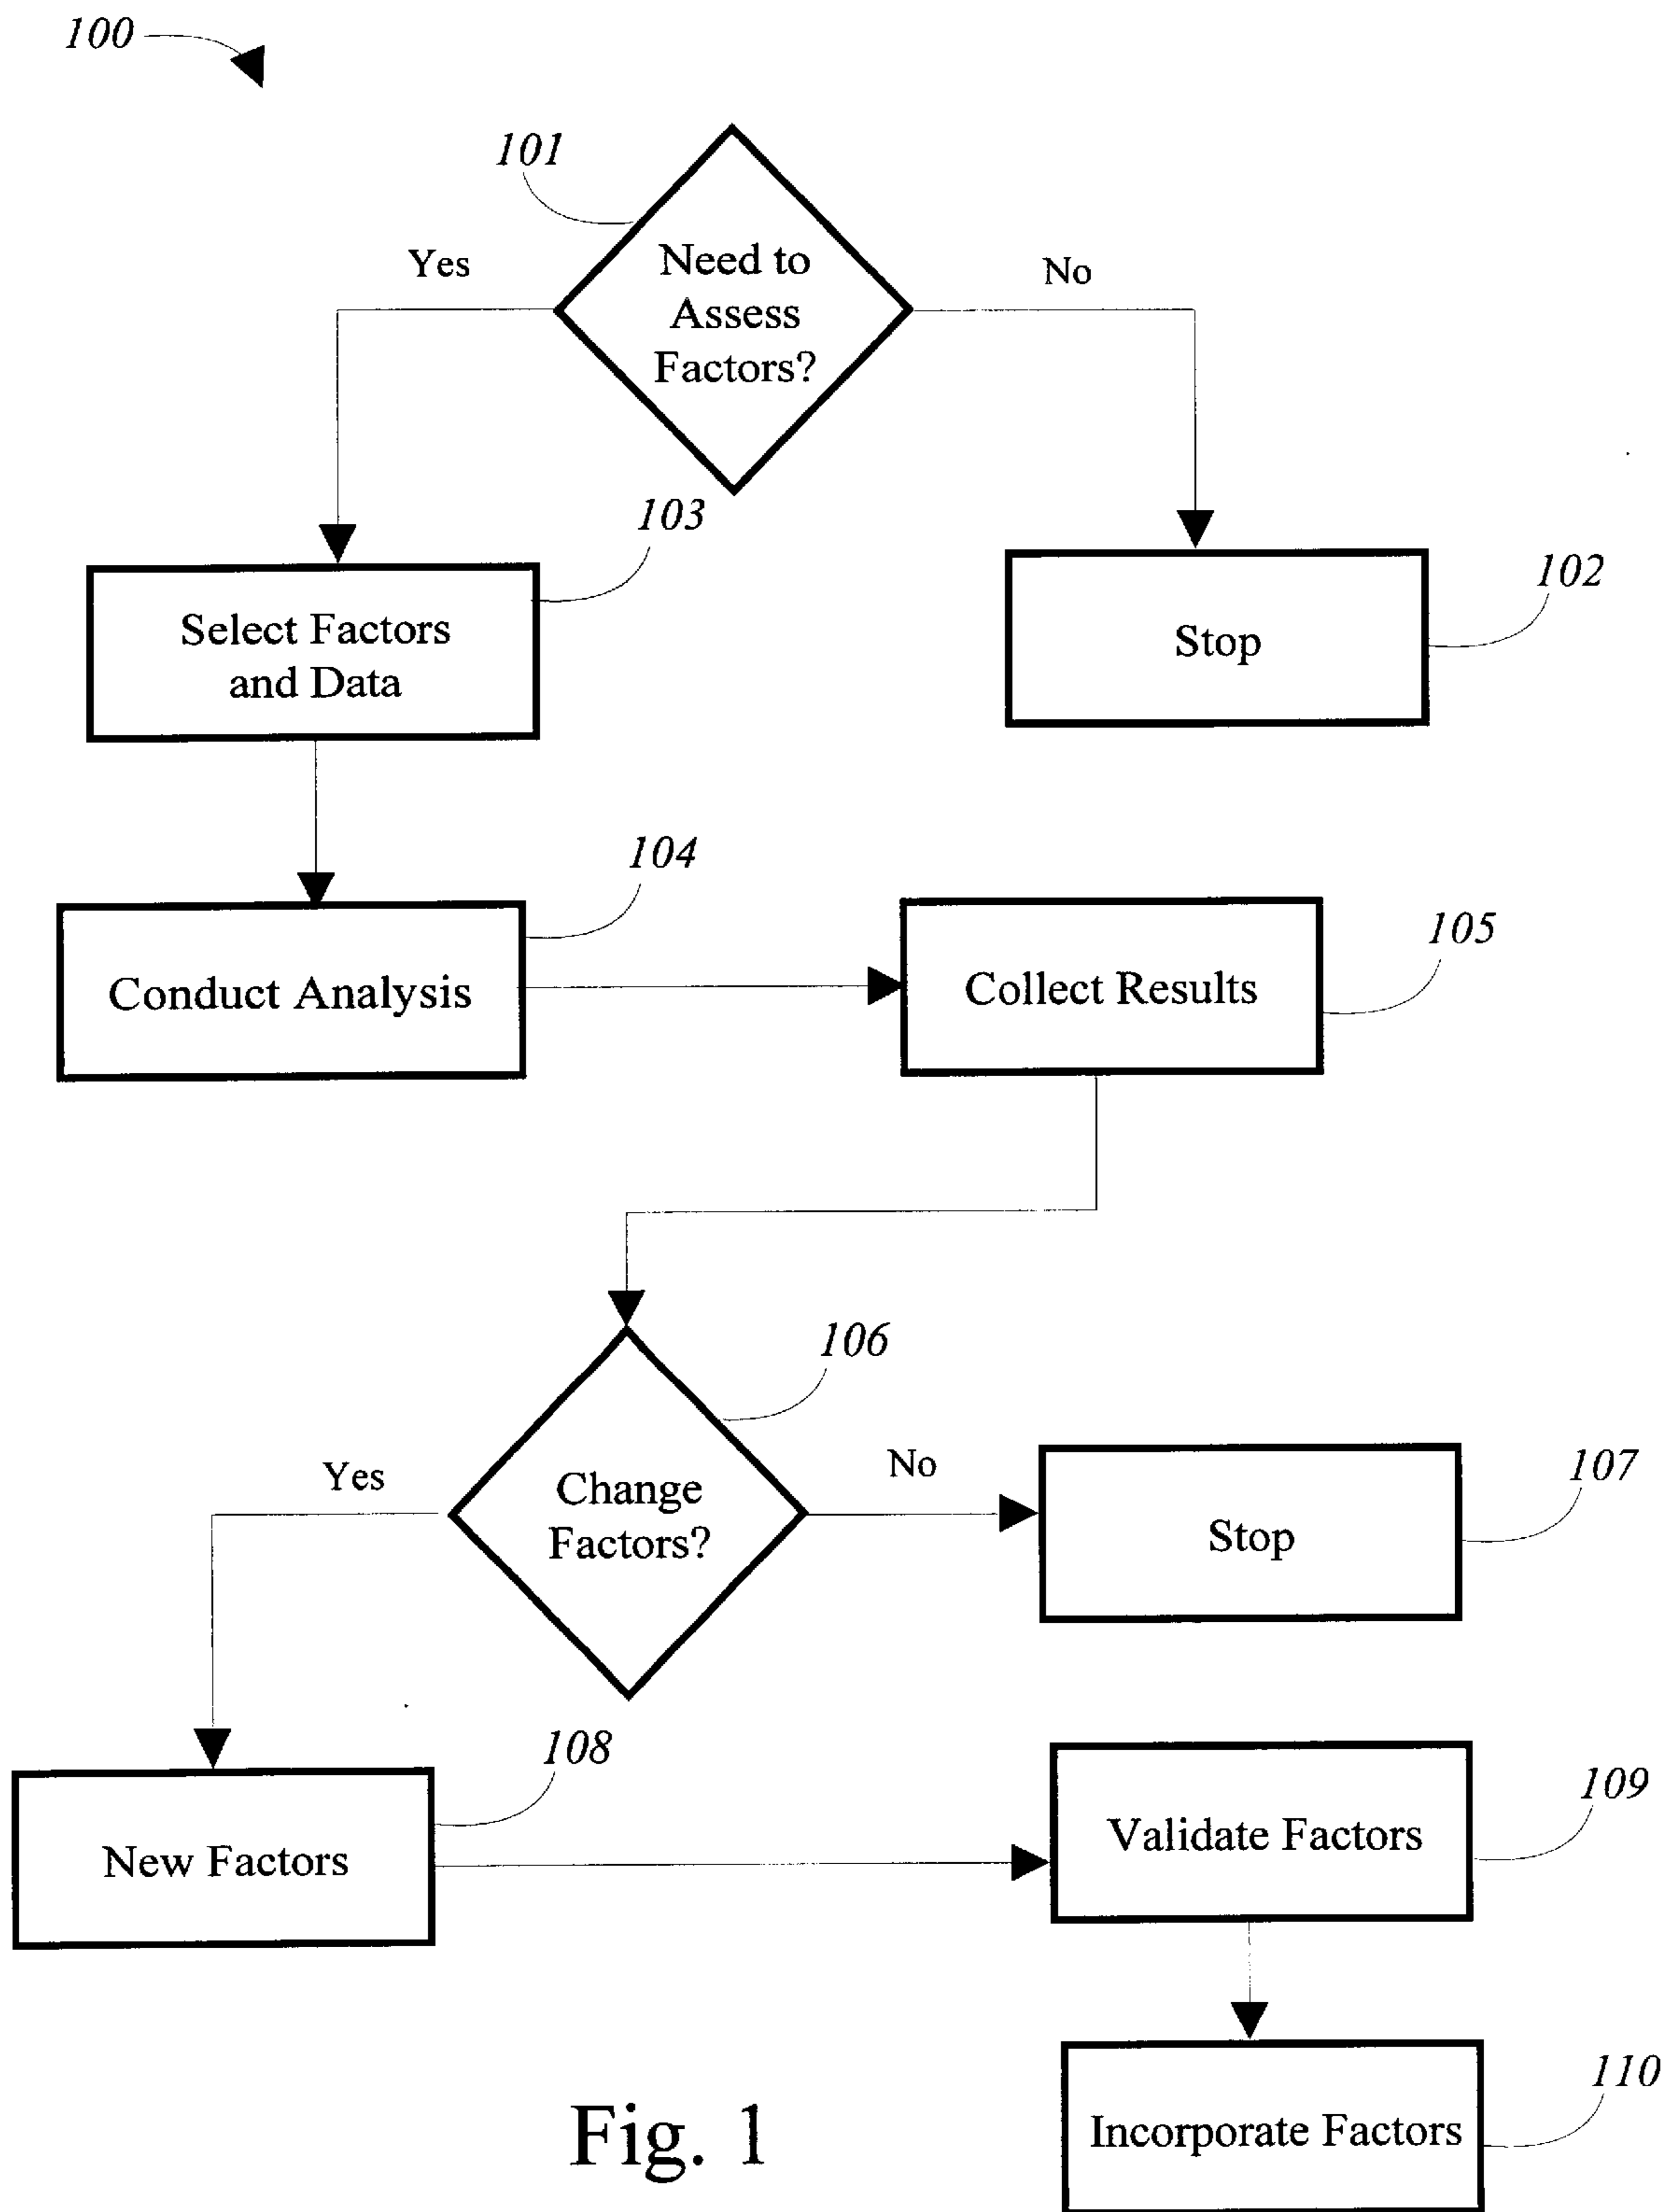 100
101
Yes
Need to
Assess
Factors?
No
103
Select Factors
and Data
102
Stop
104
Conduct Analysis
105
Collect Results
106
Yes
Change
Factors?
No
107
Stop
108
New Factors
109
Validate Factors
110
Incorporate Factors
Fig. 1